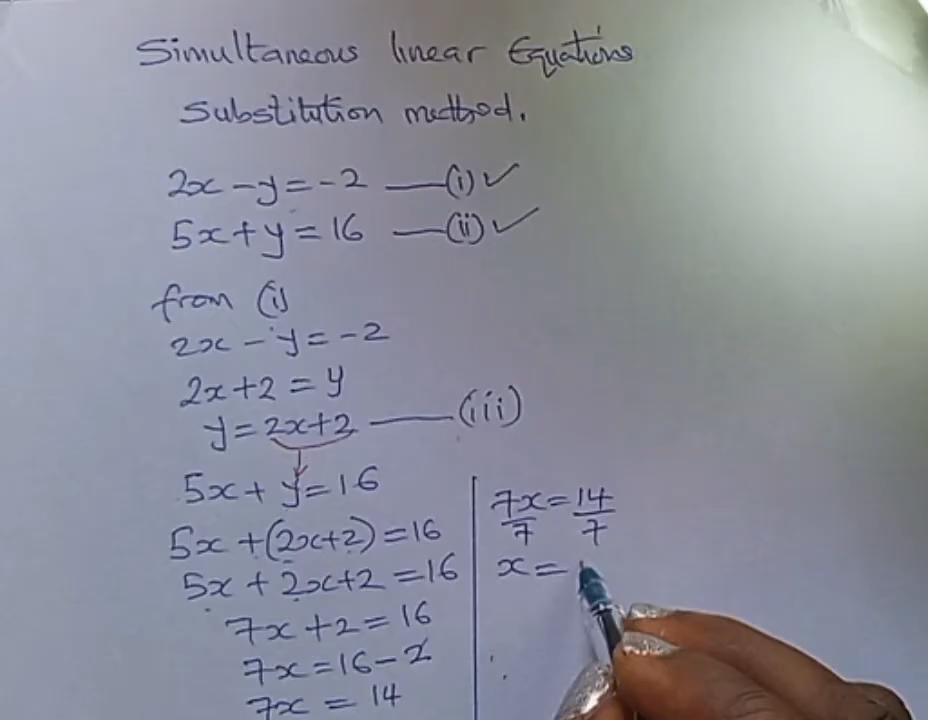 Simultaneous linear Equations
Substitution method.
2x - y = -2 —— (i) ✓
5x + y = 16 —— (ii) ✓
from (i)
2x - y = -2
2x + 2 = y
y = 2x + 2 —— (iii)
5x + y = 16
5x + (2x + 2) = 16
5x + 2x + 2 = 16
7x + 2 = 16
7x = 16 - 2
7x = 14
7x = 14
7 7
x =